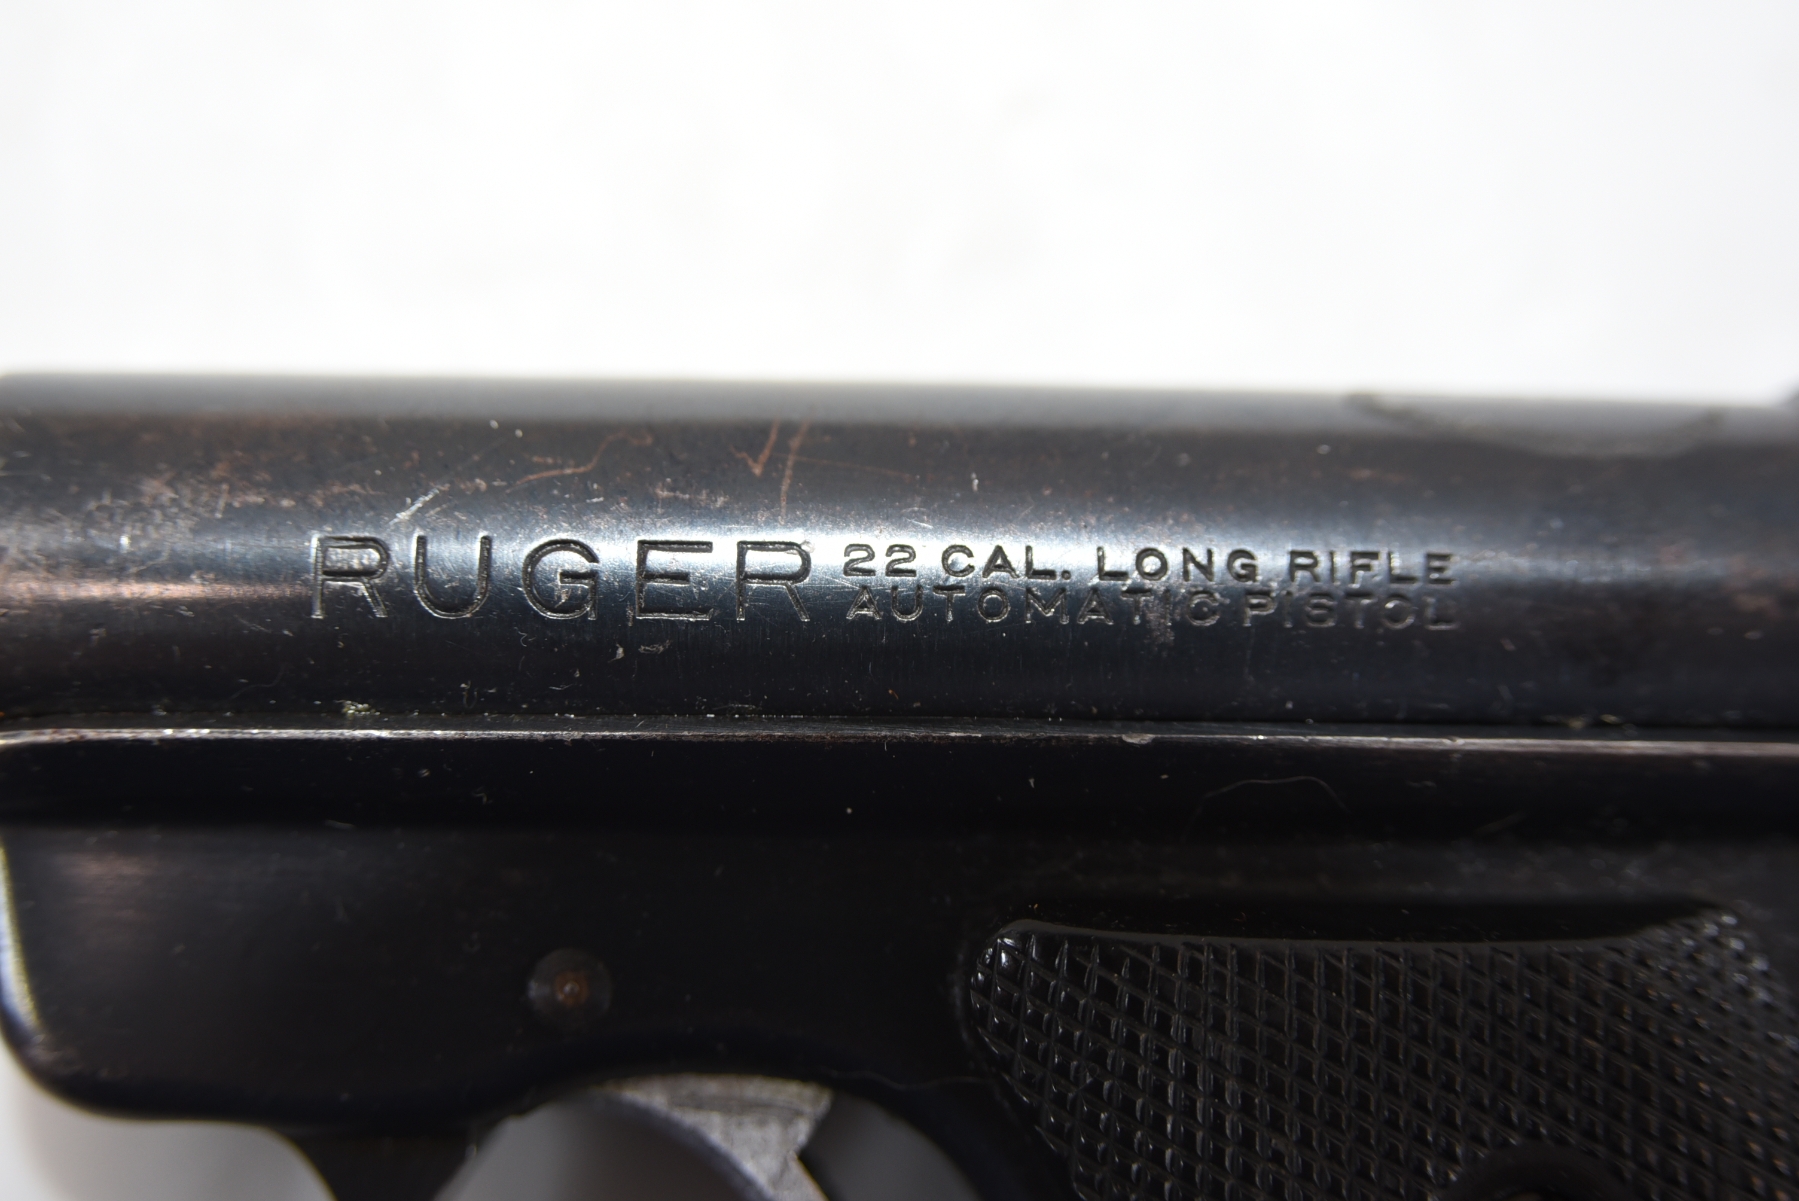 RUGER 22 CAL. LONG RIFLE
AUTOMATIC PISTOL